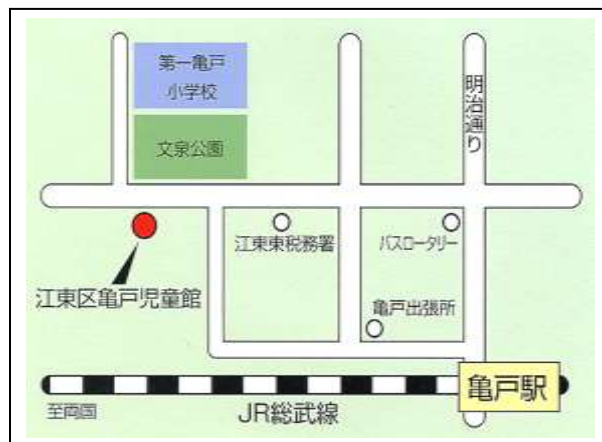 第一亀戸
小学校
文泉公園
明治通り
江東東税務署
バスロータリー
江東区亀戸児童館
亀戸出張所
亀戸駅
至両国
JR総武線